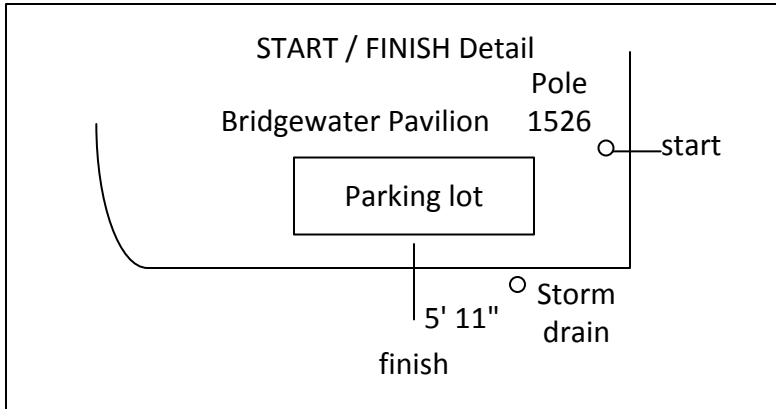 START / FINISH Detail
Pole
Bridgewater Pavilion 1526
start
Parking lot
5' 11"
Storm
drain
finish